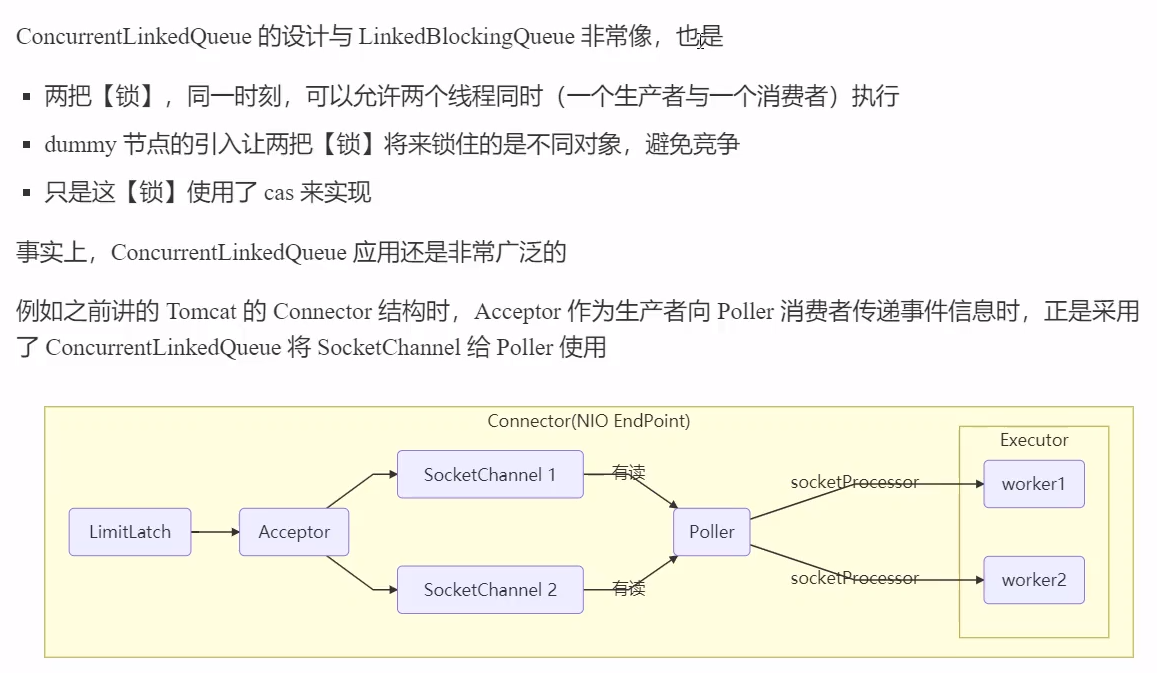 ConcurrentLinkedQueue 的设计与 LinkedBlockingQueue 非常像，也是
▪ 两把【锁】，同一时刻，可以允许两个线程同时（一个生产者与一个消费者）执行
▪ dummy 节点的引入让两把【锁】将来锁住的是不同对象，避免竞争
▪ 只是这【锁】使用了 cas 来实现
事实上，ConcurrentLinkedQueue 应用还是非常广泛的
例如之前讲的 Tomcat 的 Connector 结构时，Acceptor 作为生产者向 Poller 消费者传递事件信息时，正是采用
了 ConcurrentLinkedQueue 将 SocketChannel 给 Poller 使用
Connector(NIO EndPoint)
LimitLatch
Acceptor
SocketChannel 1
有读
SocketChannel 2
有读
Poller
socketProcessor
socketProcessor
Executor
worker1
worker2